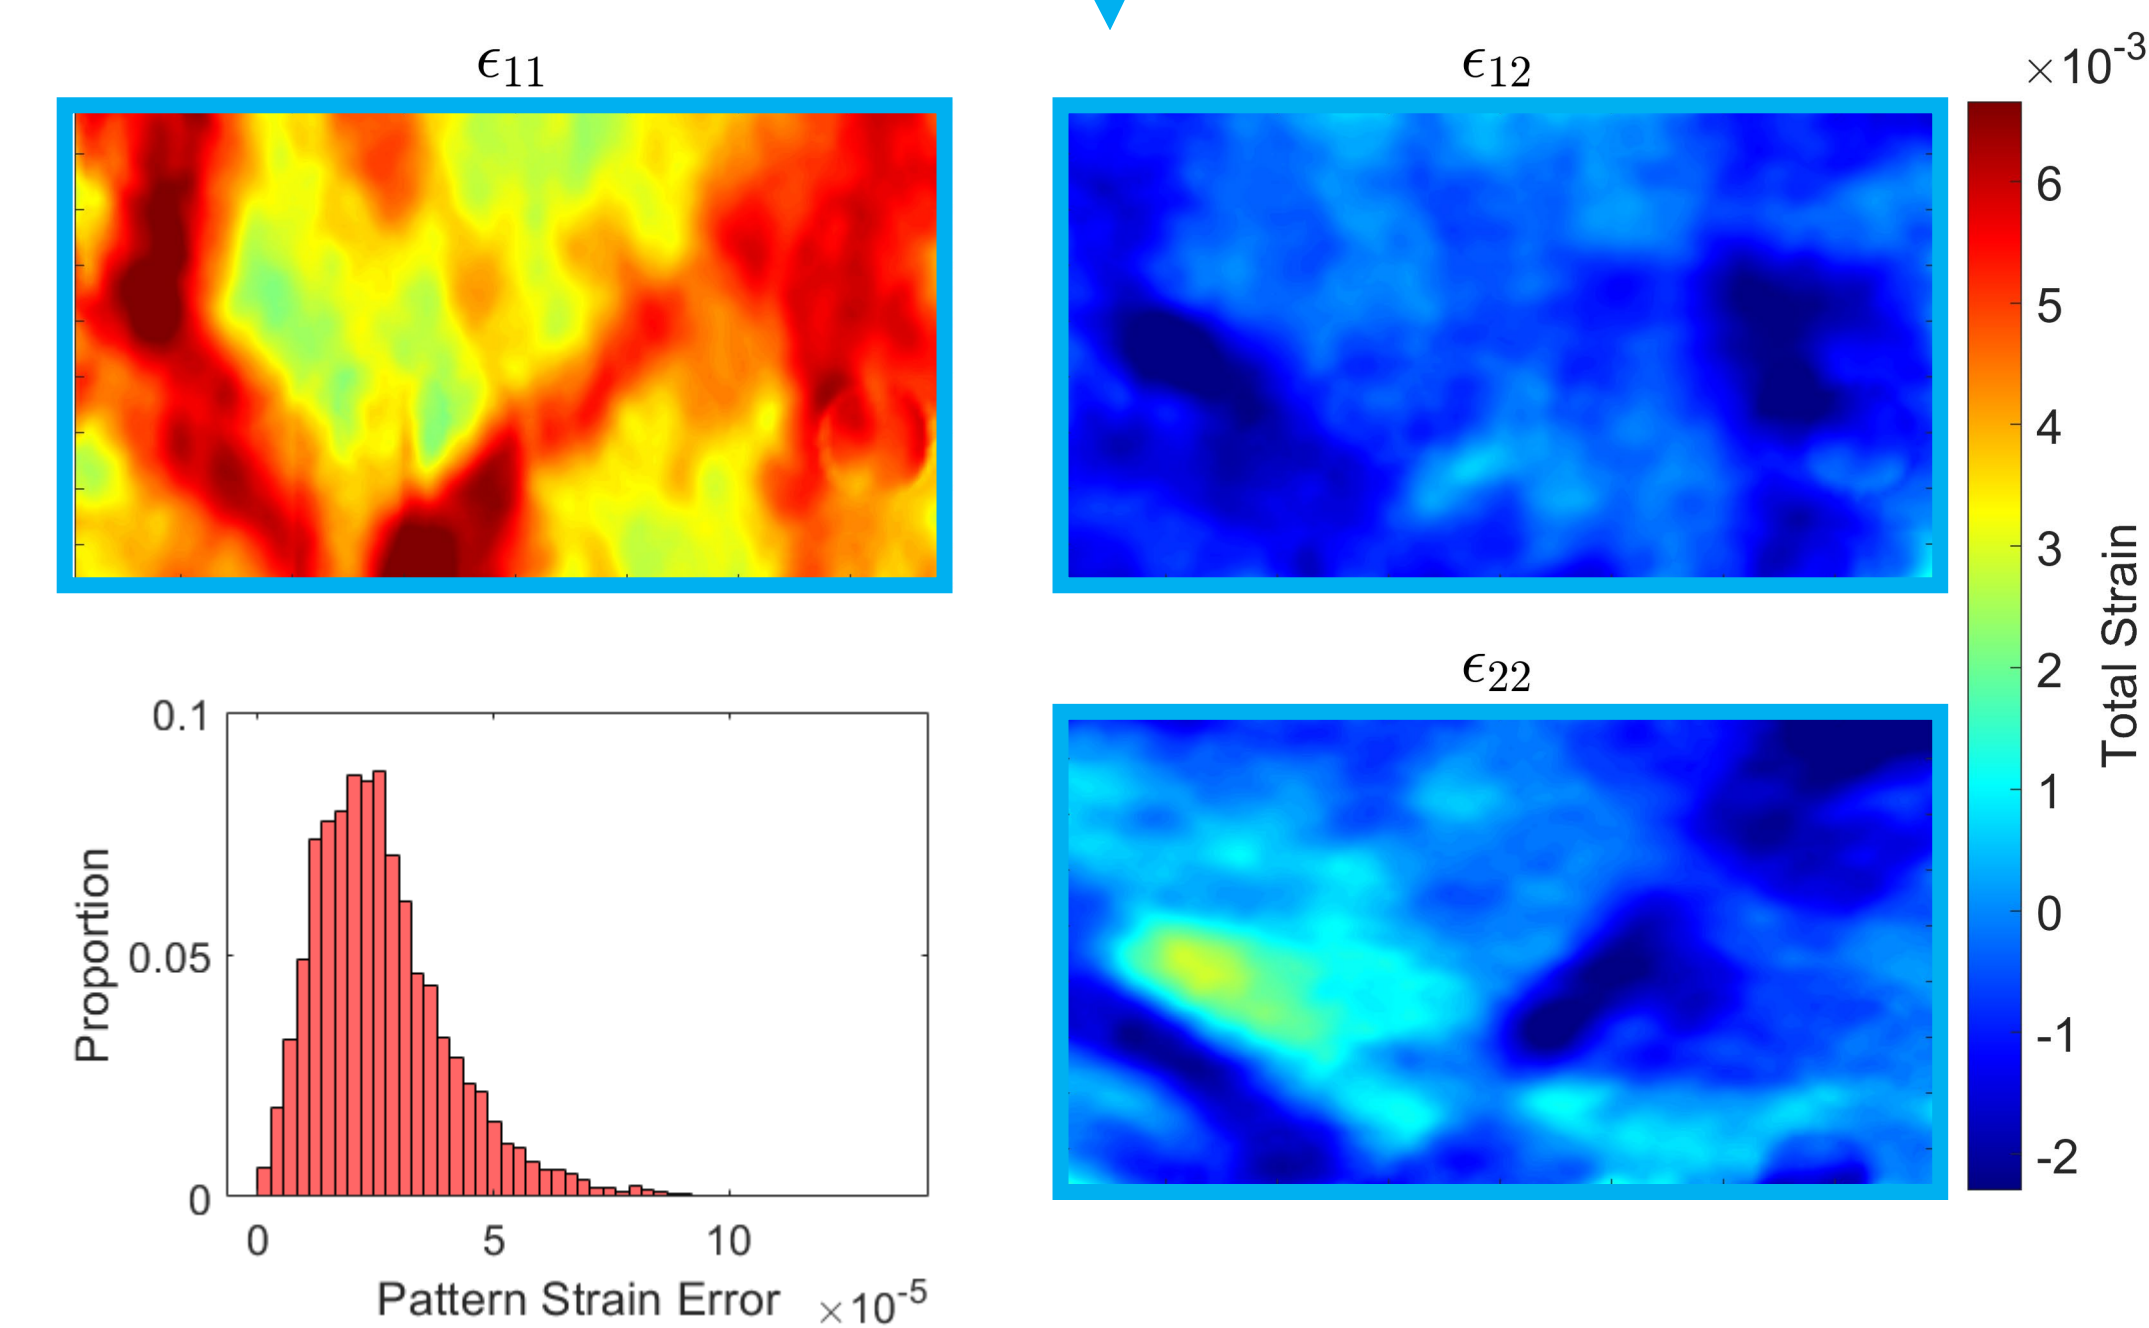 ϵ11
ϵ12
×10-3
6
5
4
3
2
1
0
-1
-2
Total Strain
ϵ22
0.1
0.05
0
Proportion
0 5 10
Pattern Strain Error ×10-5